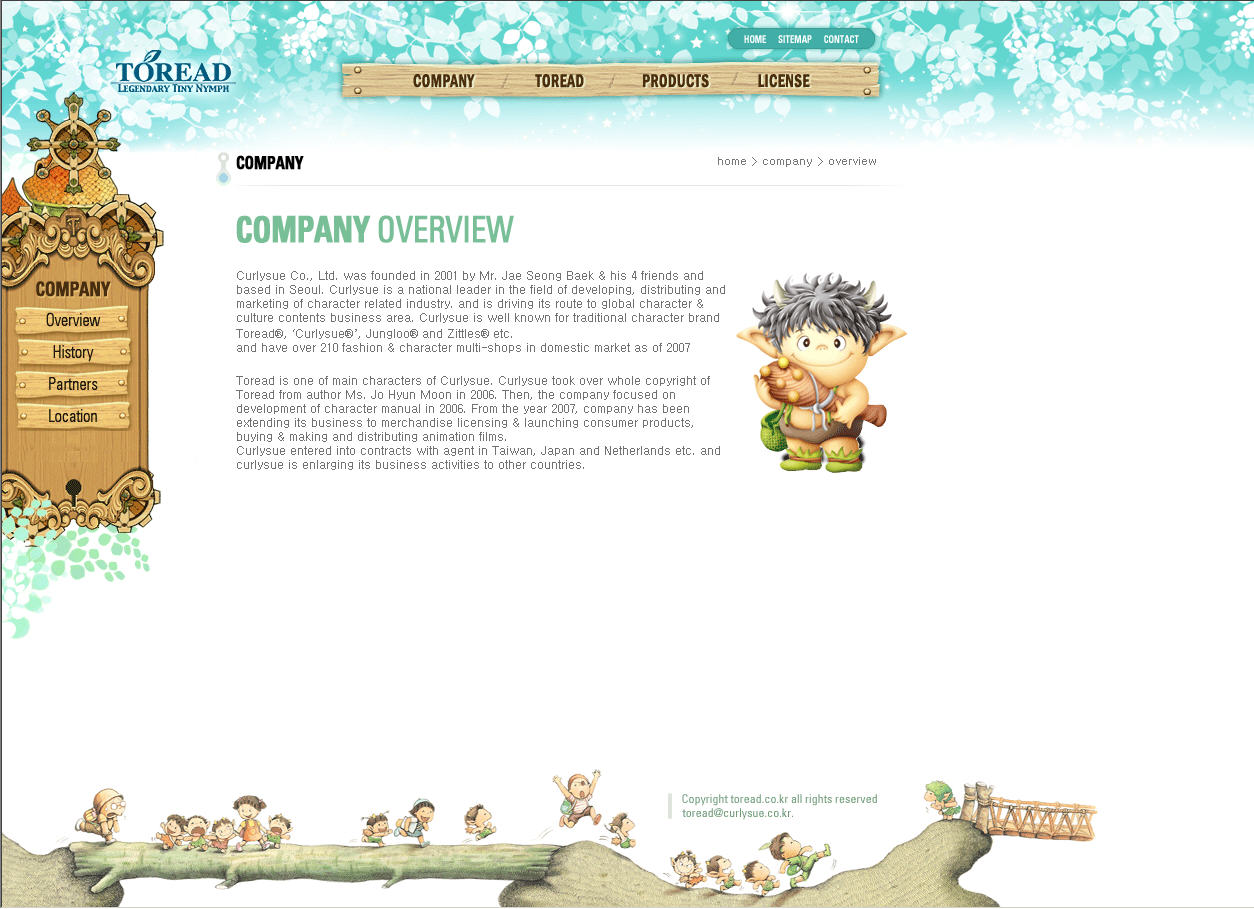 HOME SITEMAP CONTACT
TOREAD
LEGENDARY TINY NYMPH
COMPANY / TOREAD / PRODUCTS / LICENSE
COMPANY
home > company > overview
T
COMPANY
Overview
History
Partners
Location
COMPANY OVERVIEW
Curlysue Co., Ltd. was founded in 2001 by Mr. Jae Seong Baek & his 4 friends and
based in Seoul. Curlysue is a national leader in the field of developing, distributing and
marketing of character related industry. and is driving its route to global character &
culture contents business area. Curlysue is well known for traditional character brand
Toread®, ‘Curlysue®’, Jungloo® and Zittles® etc.
and have over 210 fashion & character multi-shops in domestic market as of 2007
Toread is one of main characters of Curlysue. Curlysue took over whole copyright of
Toread from author Ms. Jo Hyun Moon in 2006. Then, the company focused on
development of character manual in 2006. From the year 2007, company has been
extending its business to merchandise licensing & launching consumer products,
buying & making and distributing animation films.
Curlysue entered into contracts with agent in Taiwan, Japan and Netherlands etc. and
curlysue is enlarging its business activities to other countries.
Copyright toread.co.kr all rights reserved
toread@curlysue.co.kr.